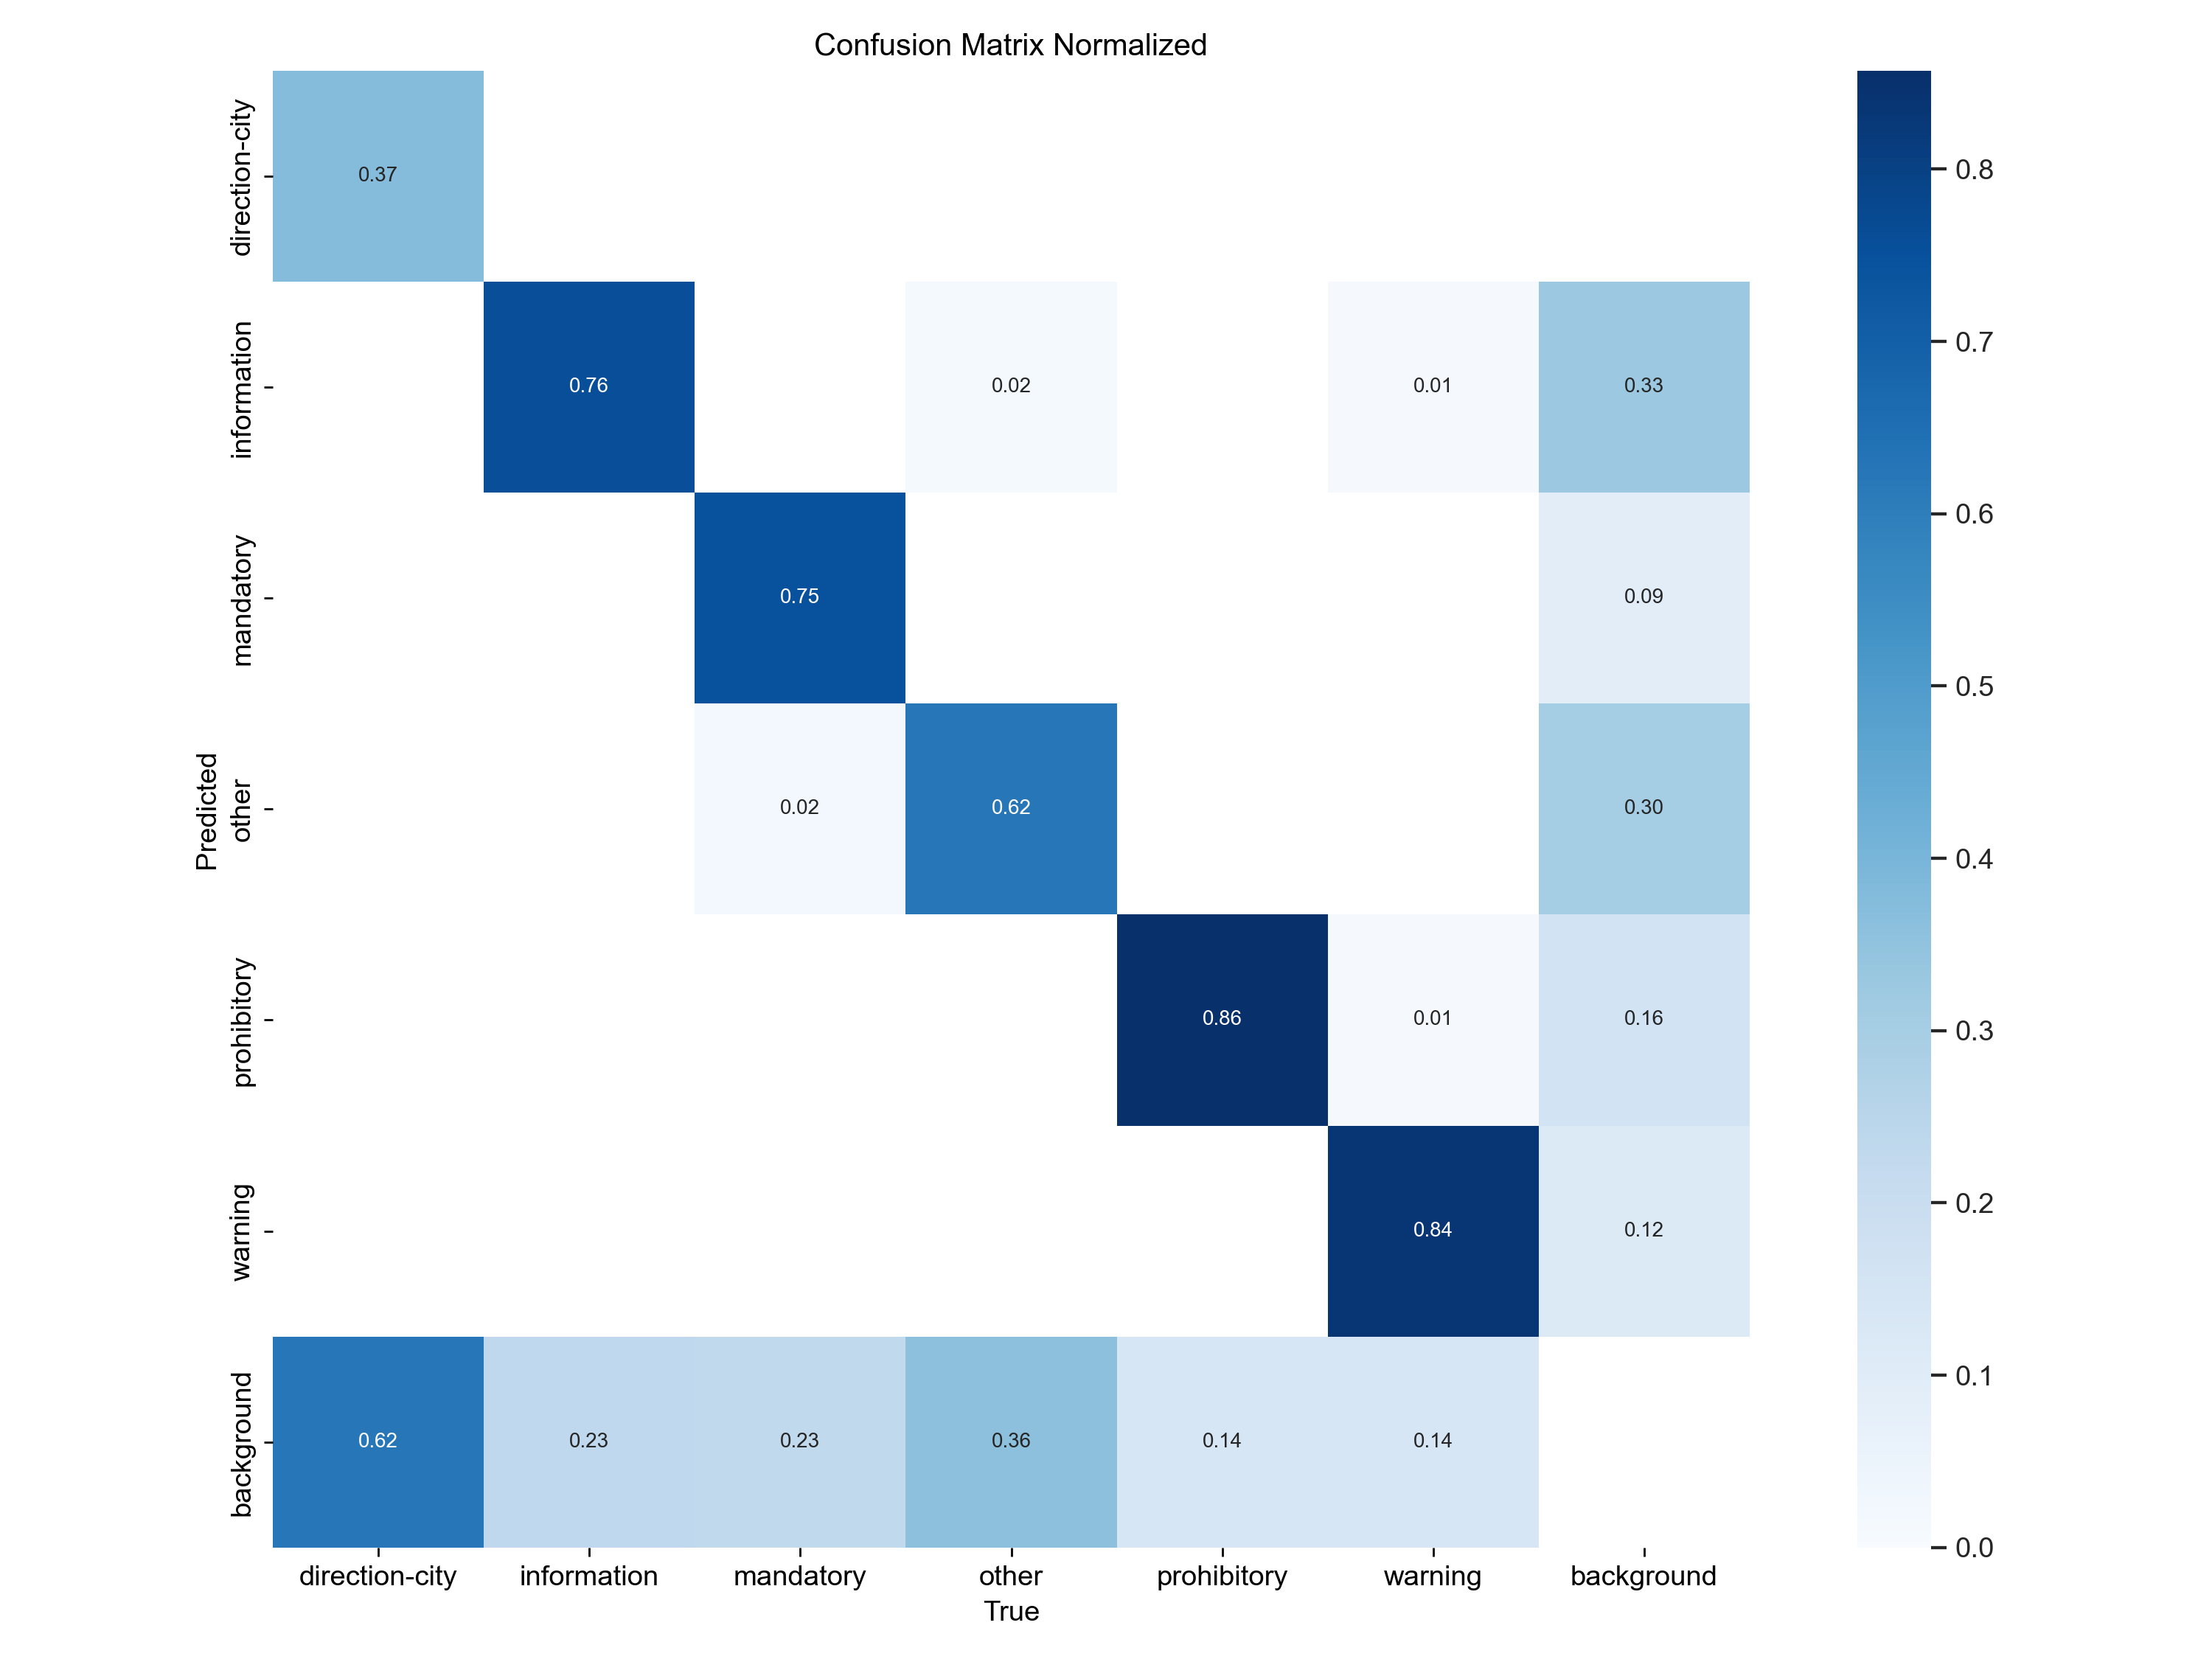 Confusion Matrix Normalized
direction-city
0.37
information
0.76
0.02
0.01
0.33
mandatory
0.75
0.09
other
0.02
0.62
0.30
prohibitory
0.86
0.01
0.16
warning
0.84
0.12
background
0.62
0.23
0.23
0.36
0.14
0.14
Predicted
direction-city
information
mandatory
other
prohibitory
warning
background
True
0.8
0.7
0.6
0.5
0.4
0.3
0.2
0.1
0.0